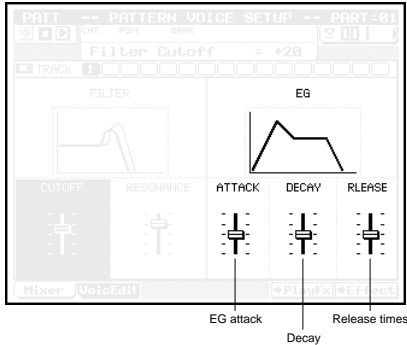 PATT -- PATTERN VOICE SETUP -- PART=01
CAT. PGM BANK
Filter Cutoff = +20
TRACK 1
FILTER EG
CUTOFF RESONANCE ATTACK DECAY RLEASE
Mixer VoicEdit PlayFx Effect
EG attack Release times
Decay